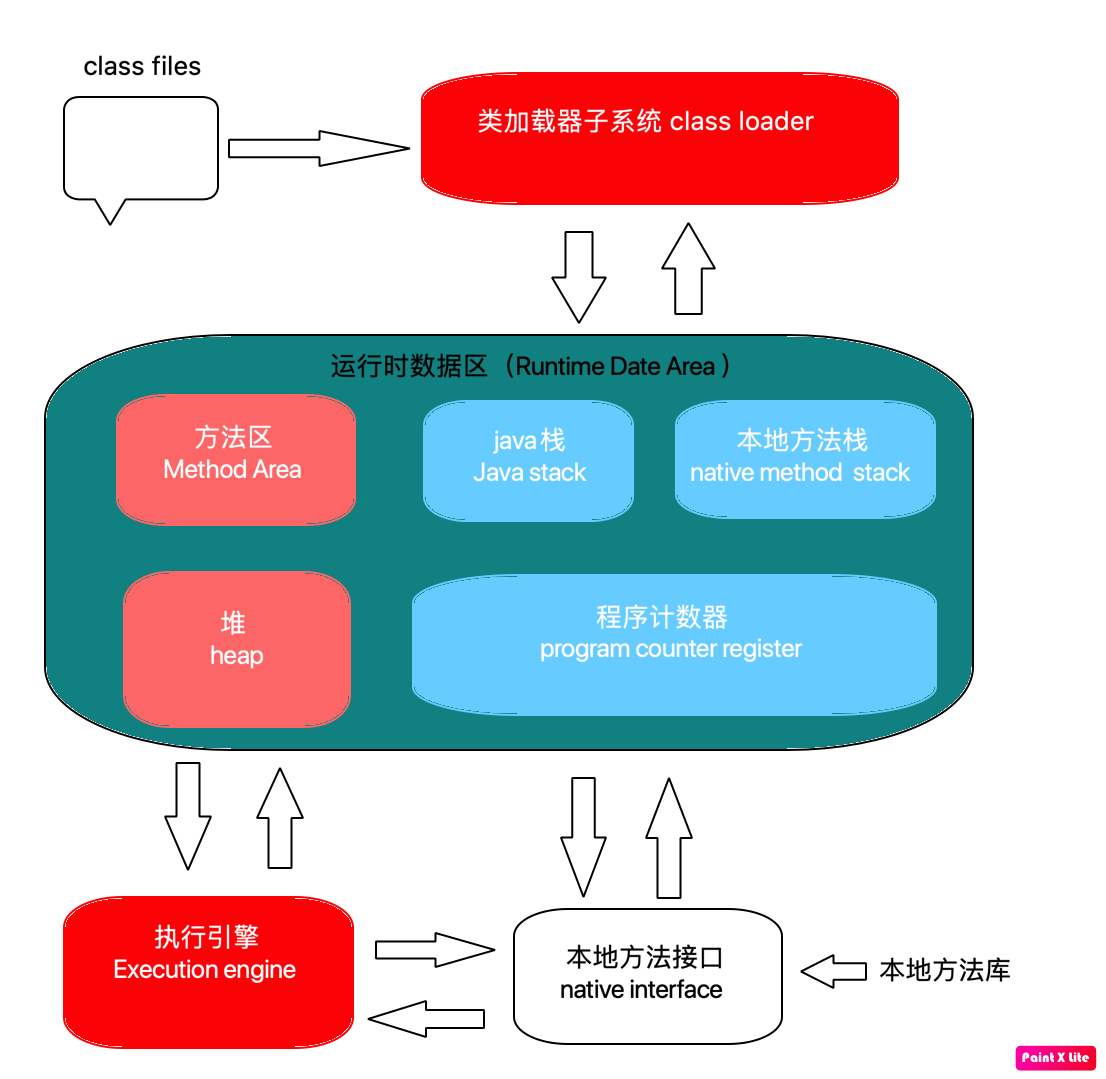 class files
类加载器子系统 class loader
运行时数据区（Runtime Date Area ）
方法区
Method Area
java 栈
Java stack
本地方法栈
native method  stack
堆
heap
程序计数器
program counter register
执行引擎
Execution engine
本地方法接口
native interface
本地方法库
Paint X Lite